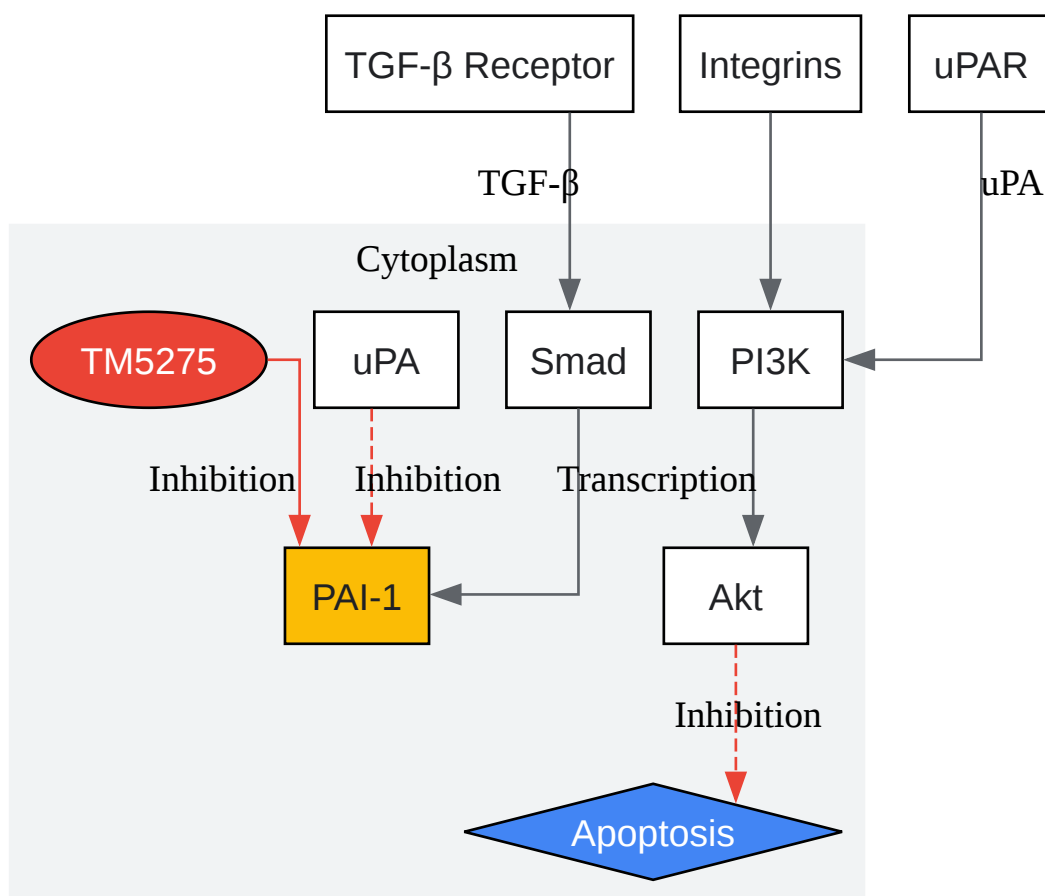 TGF-β Receptor
Integrins
uPAR
TGF-β
uPA
Cytoplasm
TM5275
uPA
Smad
PI3K
Inhibition
Inhibition
Transcription
PAI-1
Akt
Inhibition
Apoptosis